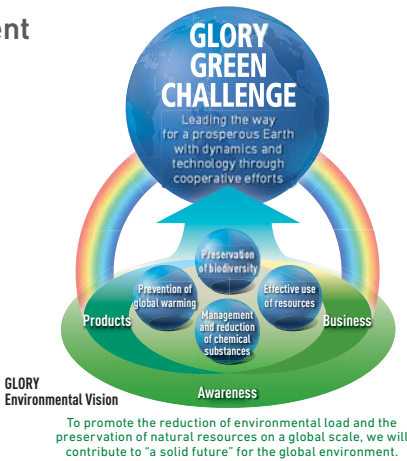 ent
GLORY
GREEN
CHALLENGE
Leading the way
for a prosperous Earth
with dynamics and
technology through
cooperative efforts
Preservation
of biodiversity
Prevention of
global warming
Effective use
of resources
Management
and reduction
of chemical
substances
Products
Business
Awareness
GLORY
Environmental Vision
To promote the reduction of environmental load and the
preservation of natural resources on a global scale, we will
contribute to “a solid future” for the global environment.